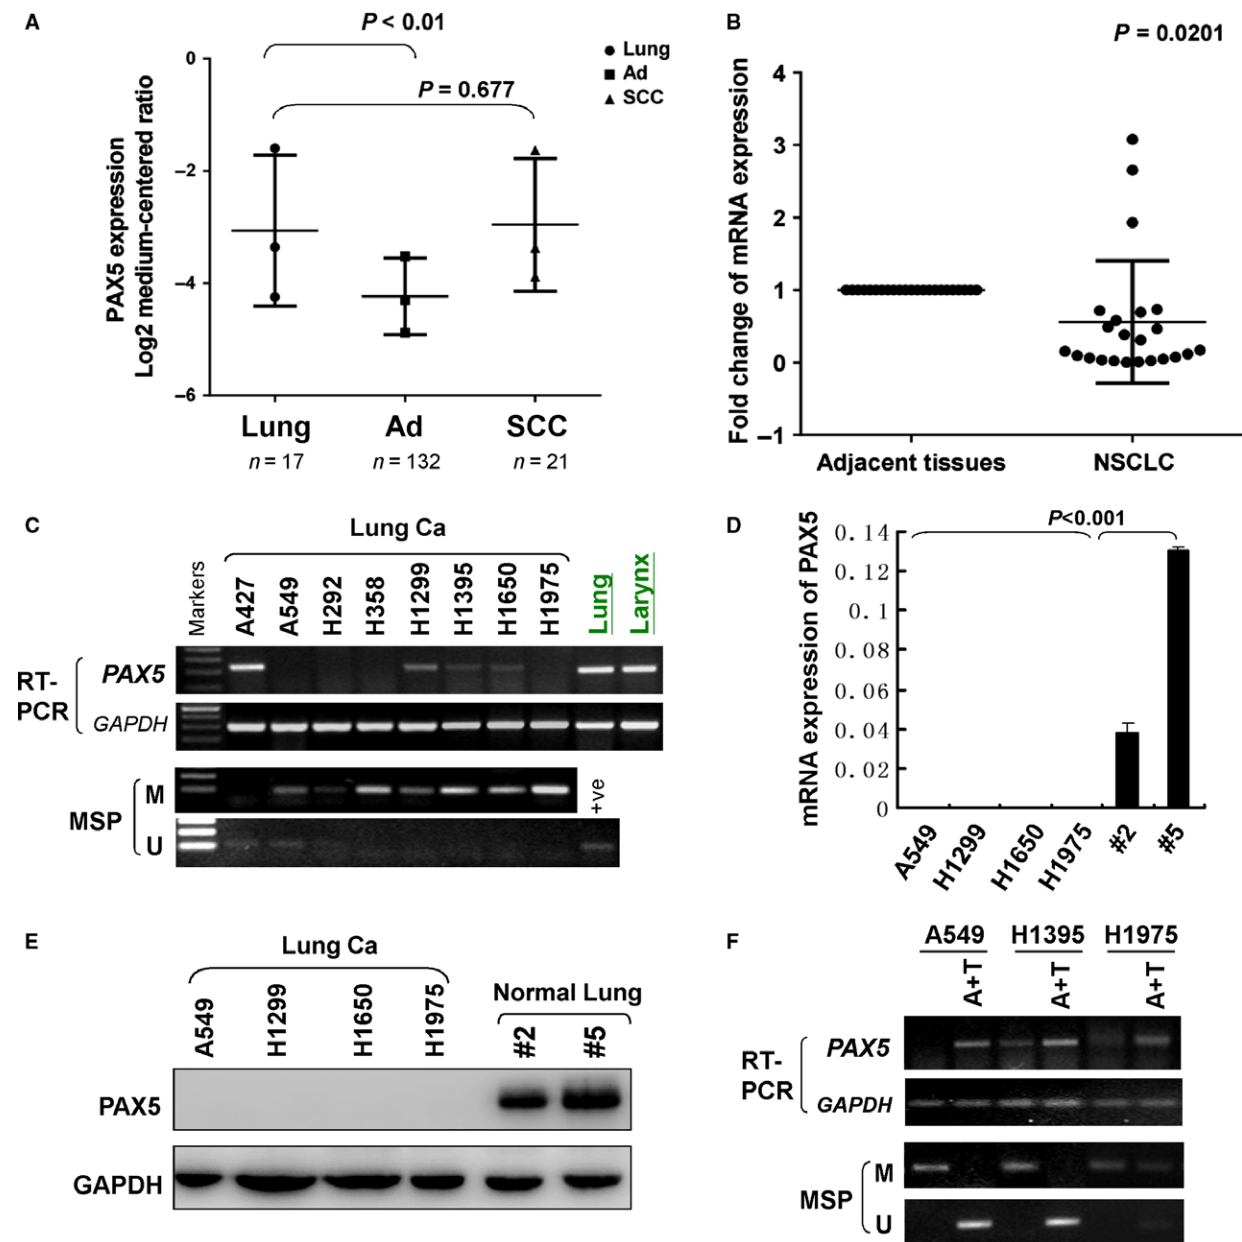 A
P < 0.01
P = 0.677
Lung
Ad
SCC
PAX5 expression
Log2 medium-centered ratio
0
–2
–4
–6
Lung
Ad
SCC
n = 17
n = 132
n = 21
B
P = 0.0201
Fold change of mRNA expression
4
3
2
1
0
–1
Adjacent tissues
NSCLC
C
Lung Ca
Markers
A427
A549
H292
H358
H1299
H1395
H1650
H1975
Lung
Larynx
RT-
PCR
PAX5
GAPDH
MSP
M
U
+ve
D
P<0.001
mRNA expression of PAX5
0. 14
0. 12
0. 1
0. 08
0. 06
0. 04
0. 02
0
A549
H1299
H1650
H1975
#2
#5
E
Lung Ca
Normal Lung
A549
H1299
H1650
H1975
#2
#5
PAX5
GAPDH
F
A549
H1395
H1975
A+T
A+T
A+T
RT-
PCR
PAX5
GAPDH
MSP
M
U